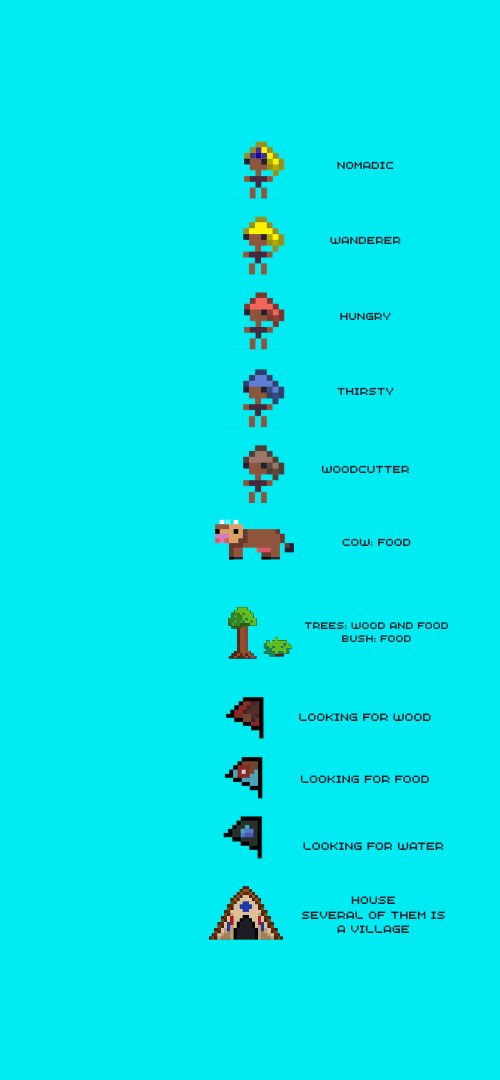 NOMADIC
WANDERER
HUNGRY
THIRSTY
WOODCUTTER
COW: FOOD
TREES: WOOD AND FOOD
BUSH: FOOD
LOOKING FOR WOOD
LOOKING FOR FOOD
LOOKING FOR WATER
HOUSE
SEVERAL OF THEM IS
A VILLAGE